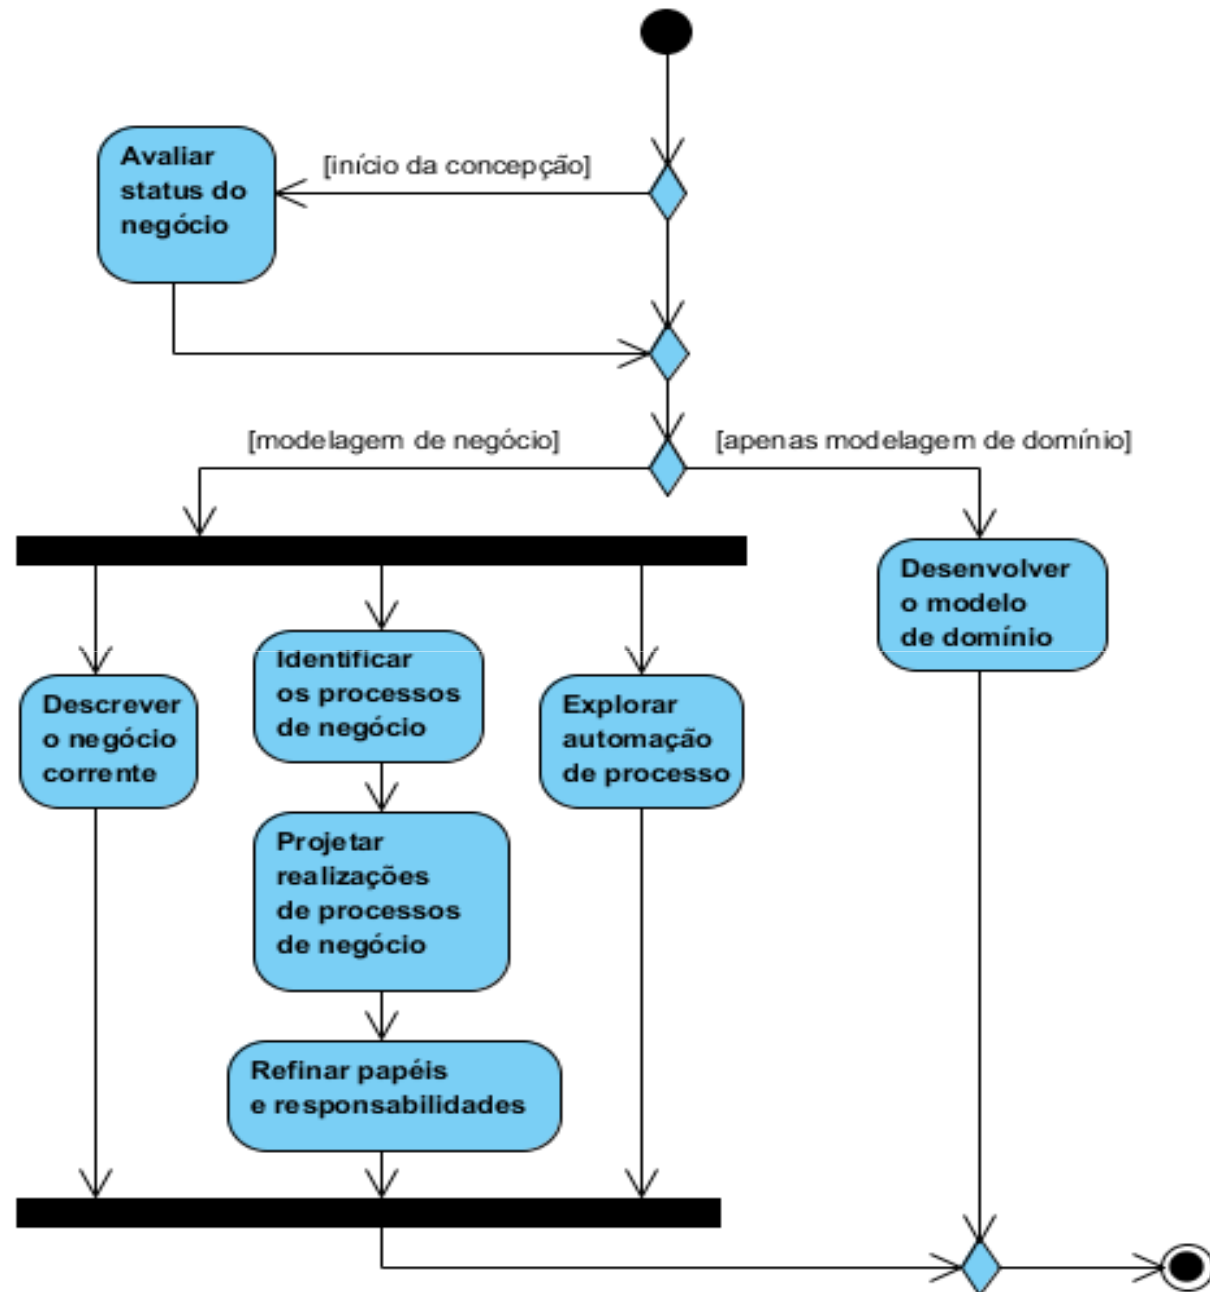 Avaliar
status do
negócio
[início da concepção]
[modelagem de negócio]
[apenas modelagem de domínio]
Descrever
o negócio
corrente
Identificar
os processos
de negócio
Projetar
realizações
de processos
de negócio
Refinar papéis
e responsabilidades
Explorar
automação
de processo
Desenvolver
o modelo
de domínio